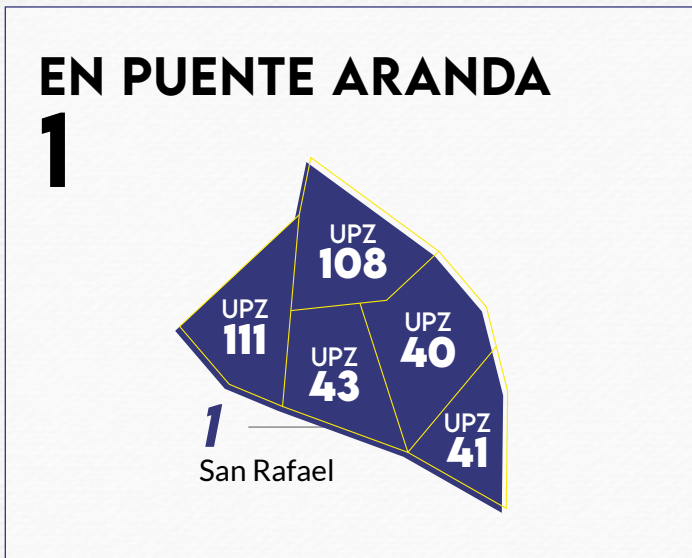 EN PUENTE ARANDA
1
UPZ
108
UPZ
111
UPZ
40
UPZ
43
UPZ
41
1
San Rafael